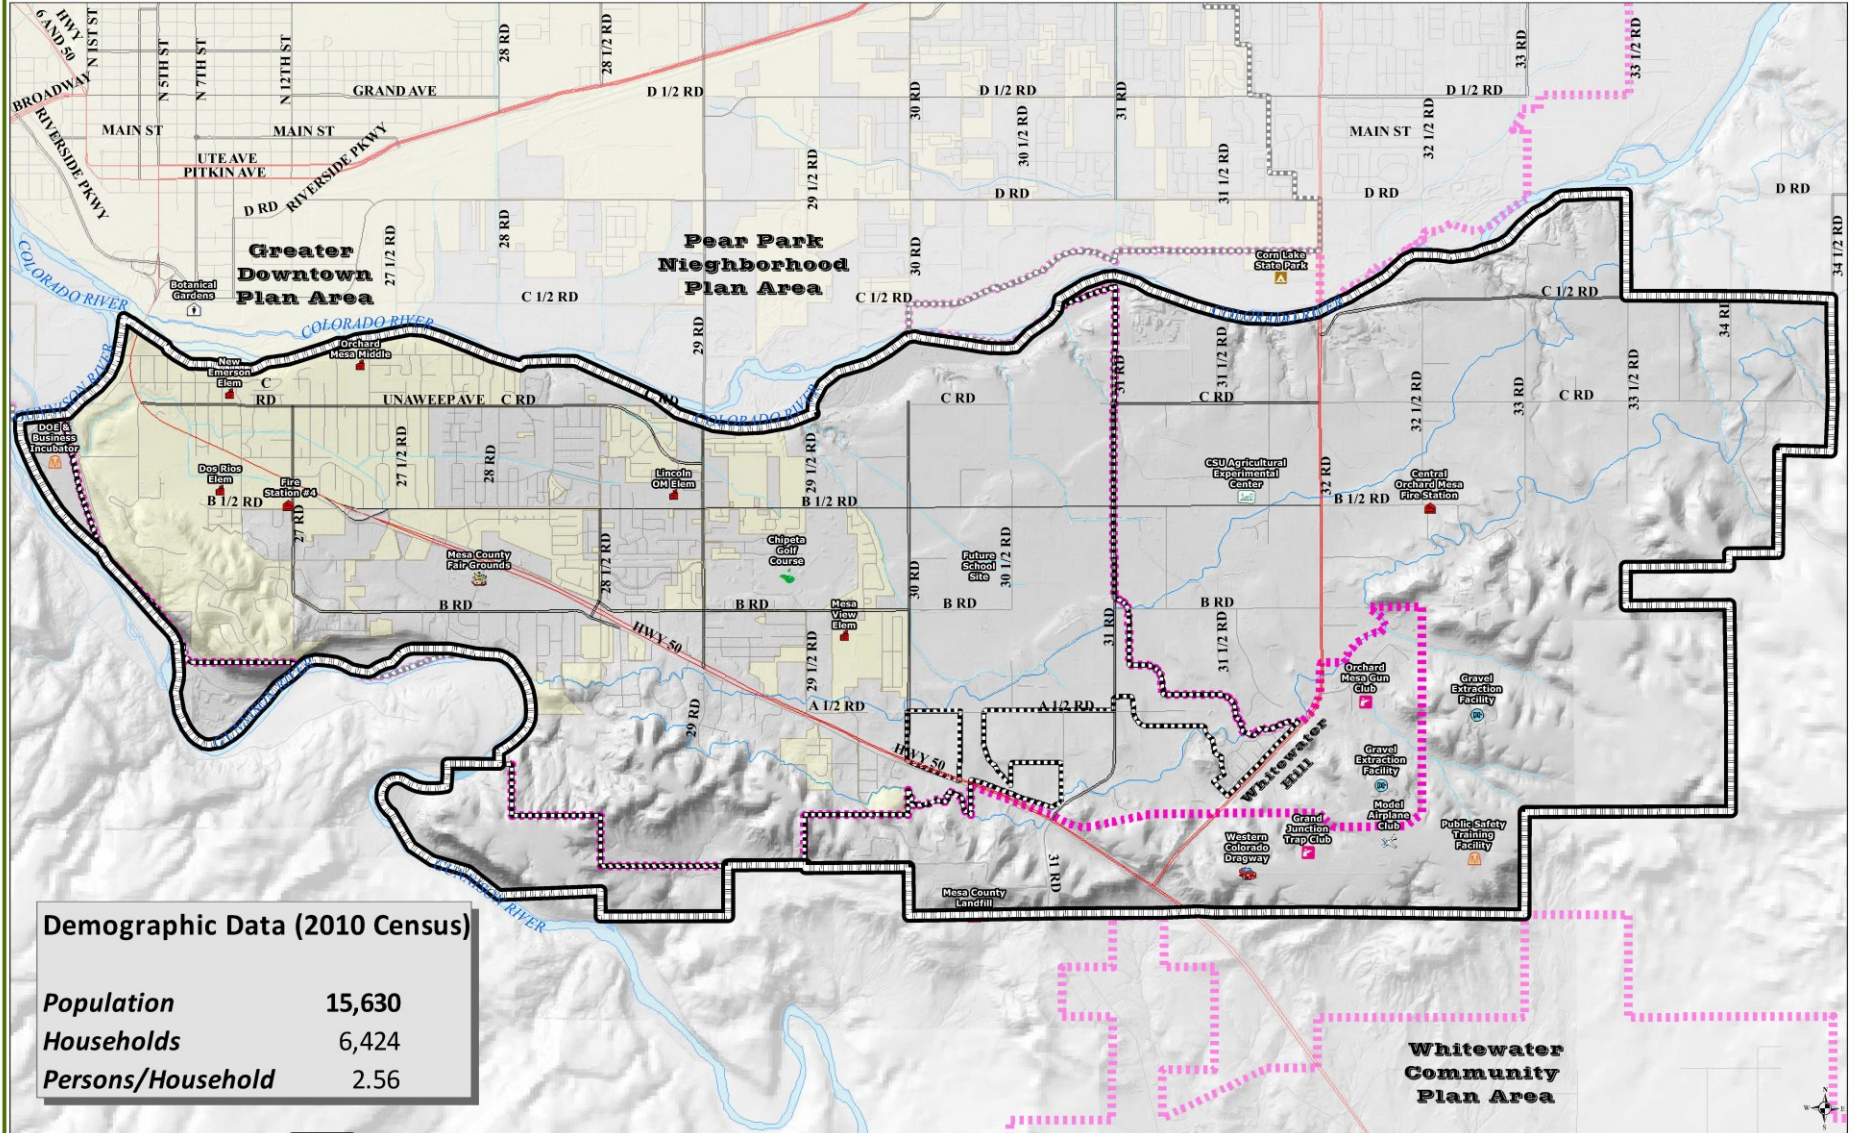 HWY
6 AND 50
N 1ST ST
N 5TH ST
N 7TH ST
N 12TH ST
28 RD
28 1/2 RD
33 RD
33 1/2 RD
BROADWAY
GRAND AVE
D 1/2 RD
30 RD
D 1/2 RD
31 RD
D 1/2 RD
RIVERSIDE PKWY
MAIN ST
MAIN ST
RIVERSIDE PKWY
30 1/2 RD
MAIN ST
32 1/2 RD
UTE AVE
PITKIN AVE
29 1/2 RD
31 1/2 RD
D RD
28 RD
D RD
D RD
D RD
34 1/2 RD
Greater
Downtown
Plan Area
27 1/2 RD
Pear Park
Nieghborhood
Plan Area
30 RD
Corn Lake
State Park
COLORADO RIVER
Botanical
Gardens
C 1/2 RD
C 1/2 RD
C 1/2 RD
COLORADO RIVER
COLORADO RIVER
29 RD
34 RD
GUNNISON RIVER
New
Emerson
Elem
Orchard
Mesa Middle
31 RD
31 1/2 RD
C
RD
UNAWEEP AVE
C RD
C RD
COLORADO RIVER
C RD
C RD
32 1/2 RD
33 RD
C RD
33 1/2 RD
DOE &
Business
Incubator
Dos Rios
Elem
Fire
Station #4
27 1/2 RD
28 RD
Lincoln
OM Elem
29 1/2 RD
CSU Agricultural
Experimental
Center
32 RD
Central
Orchard Mesa
Fire Station
B 1/2 RD
27 RD
B 1/2 RD
B 1/2 RD
Mesa County
Fair Grounds
28 1/2 RD
Chipeta
Golf
Course
30 RD
Future
School
Site
30 1/2 RD
B RD
B RD
Mesa
View
Elem
B RD
31 RD
B RD
31 1/2 RD
HWY 50
29 1/2 RD
GUNNISON RIVER
29 RD
A 1/2 RD
A 1/2 RD
Orchard
Mesa Gun
Club
Gravel
Extraction
Facility
HWY 50
Whitewater
Hill
Gravel
Extraction
Facility
Model
Airplane
Club
Grand
Junction
Trap Club
Western
Colorado
Dragway
Public Safety
Training
Facility
31 RD
Mesa County
Landfill
GUNNISON RIVER
Demographic Data (2010 Census)
Population 15,630
Households 6,424
Persons/Household 2.56
Whitewater
Community
Plan Area
N
W E
S